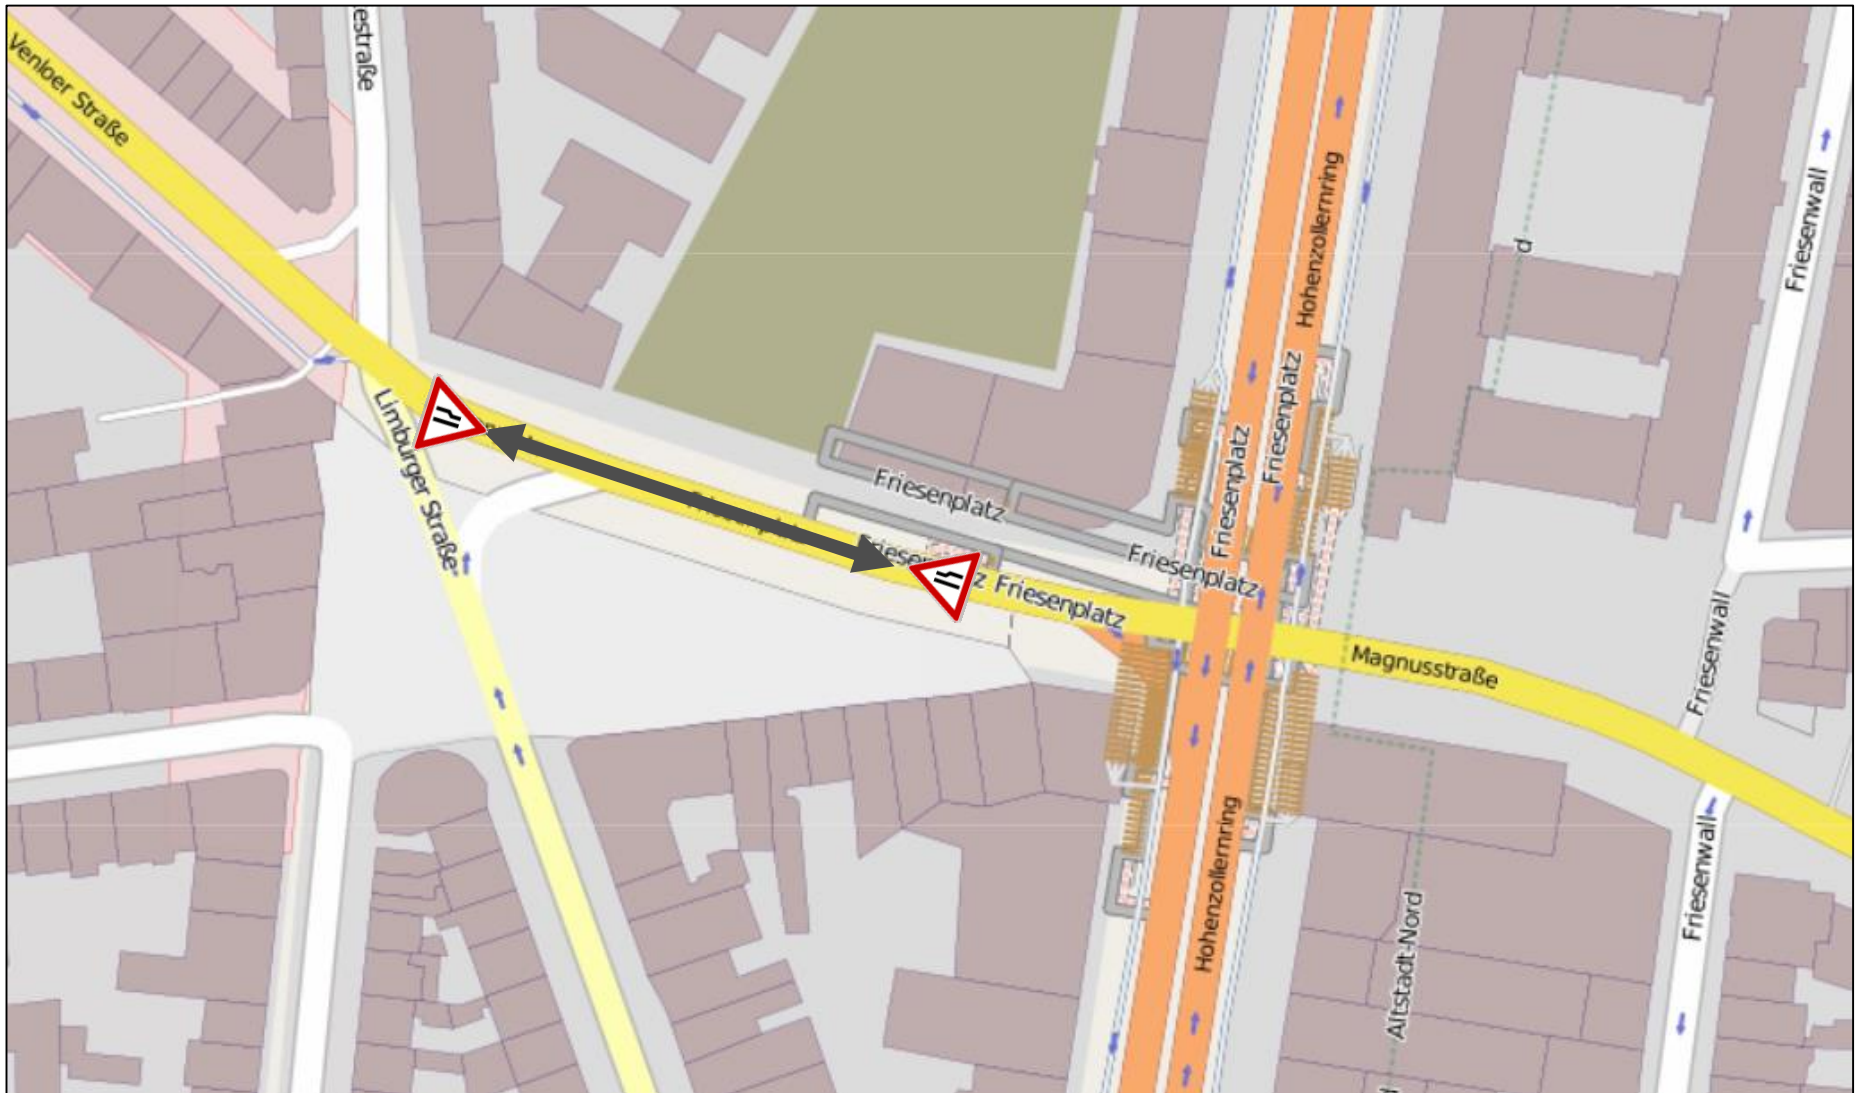 Venloer Straße
estraße
Hohenzollernring
Friesenwall
d
Friesenplatz
Friesenplatz
Limburger Straße
Friesenplatz
Friesenplatz
Friesenplatz
Magnusstraße
Friesenwall
Hohenzollernring
Friesenwall
Altstadt-Nord